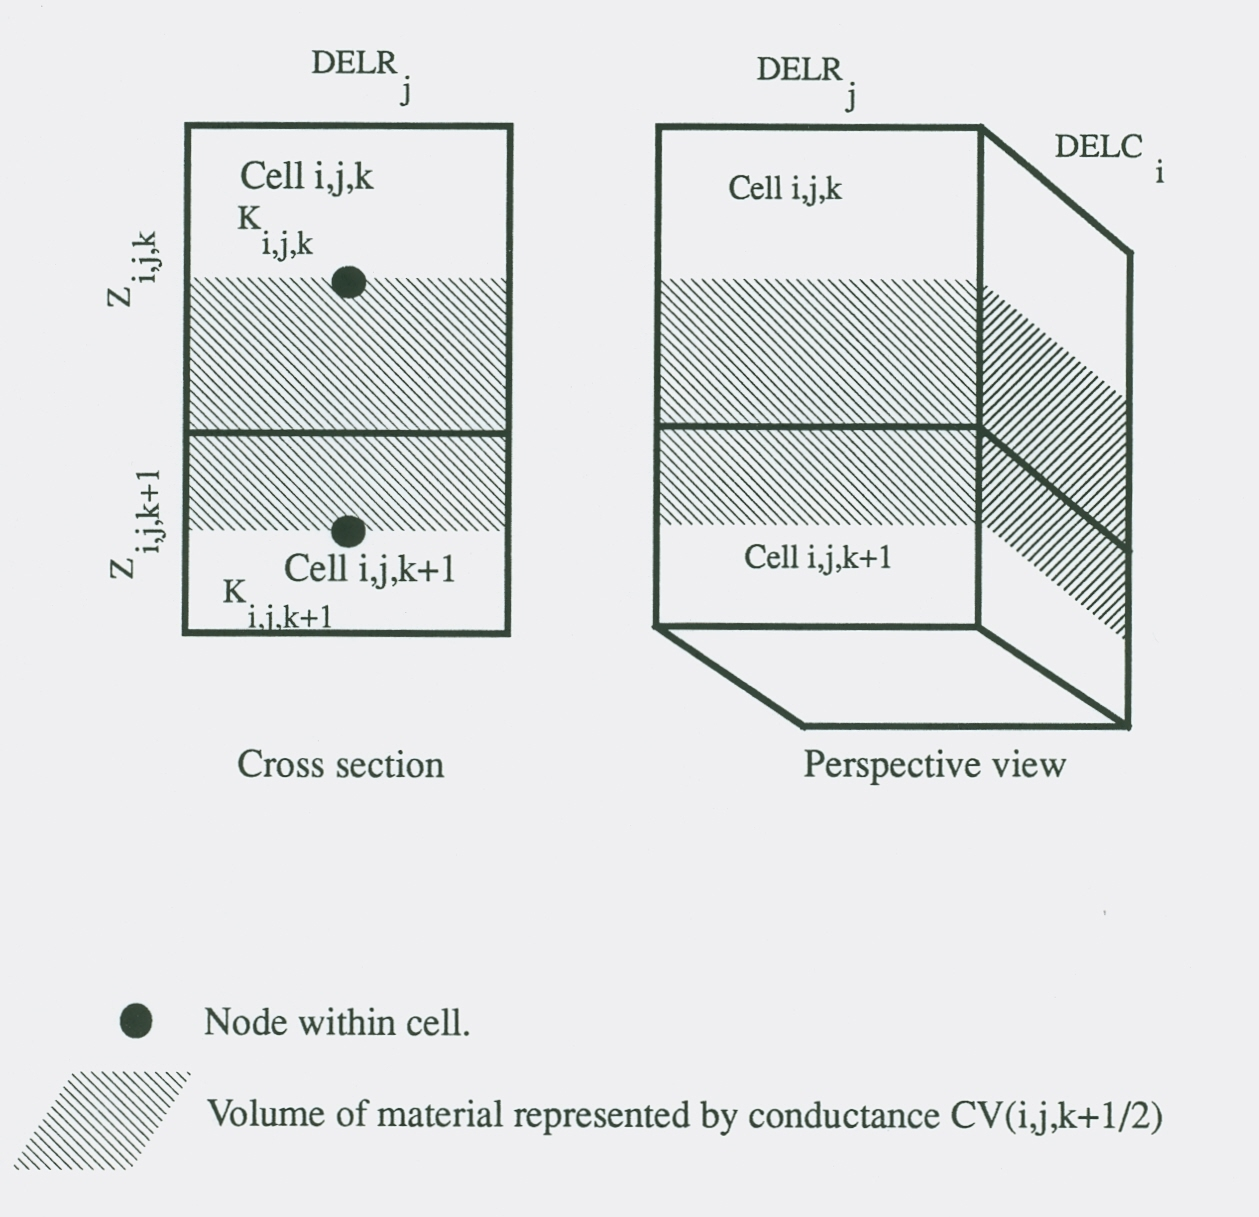 DELR
j
Cell i,j,k
K
i,j,k
Z
i,j,k
Z
i,j,k+1
Cell i,j,k+1
K
i,j,k+1
Cross section
DELR
j
DELC
i
Cell i,j,k
Cell i,j,k+1
Perspective view
Node within cell.
Volume of material represented by conductance CV(i,j,k+1/2)